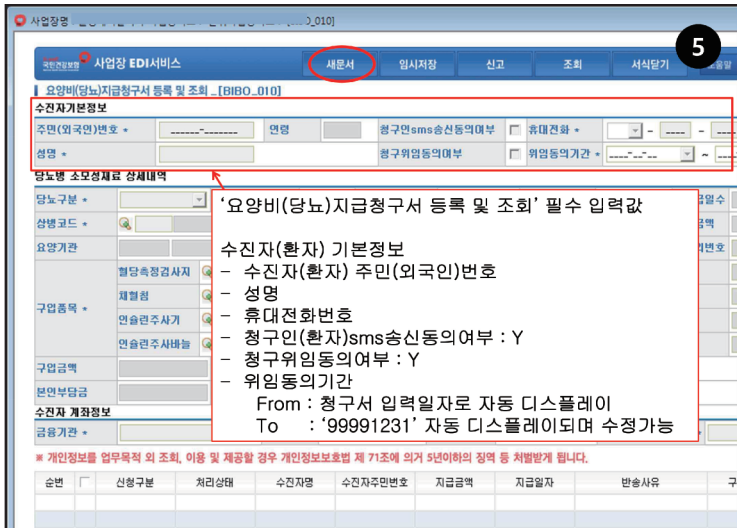 사업장명
_010]
5
국민건강보험 사업장 EDI서비스 새문서 임시저장 신고 조회 서식닫기 도움말
요양비(당뇨)지급청구서 등록 및 조회 _[BIBO_010]
수진자기본정보
주민(외국인)번호 * ______-_______ 연령 청구인sms송신동의여부 휴대전화 * - ____ - ____
성명 * 청구위임동의여부 위임동의기간 * ____-__-__ ~ ____
당뇨병 소모성재료 상세내역
당뇨구분 *
상병코드 *
요양기관
구입품목 *
혈당측정검사지
채혈침
인슐린주사기
인슐린주사바늘
구입금액
본인부담금
수진자 계좌정보
금융기관 *
'요양비(당뇨)지급청구서 등록 및 조회' 필수 입력값
수진자(환자) 기본정보
– 수진자(환자) 주민(외국인)번호
– 성명
– 휴대전화번호
– 청구인(환자)sms송신동의여부 : Y
– 청구위임동의여부 : Y
– 위임동의기간
From : 청구서 입력일자로 자동 디스플레이
To : '99991231' 자동 디스플레이되며 수정가능
※ 개인정보를 업무목적 외 조회, 이용 및 제공할 경우 개인정보보호법 제 71조에 의거 5년이하의 징역 등 처벌받게 됩니다.
순번 신청구분 처리상태 수진자명 수진자주민번호 지급금액 지급일자 반송사유 구